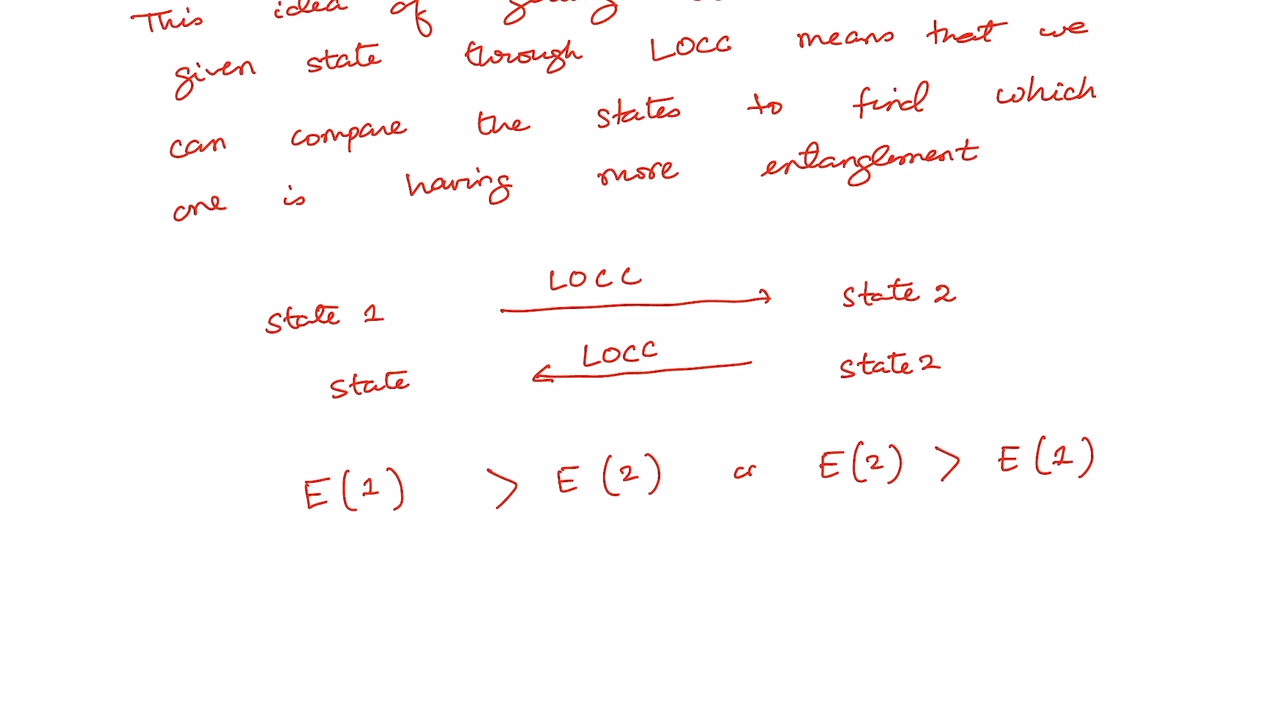 This idea of
given state through LOCC means that we
can compare the states to find which
one is having more entanglement
LOCC
state 1 state 2
LOCC
state state 2
E(1) > E(2) or E(2) > E(1)